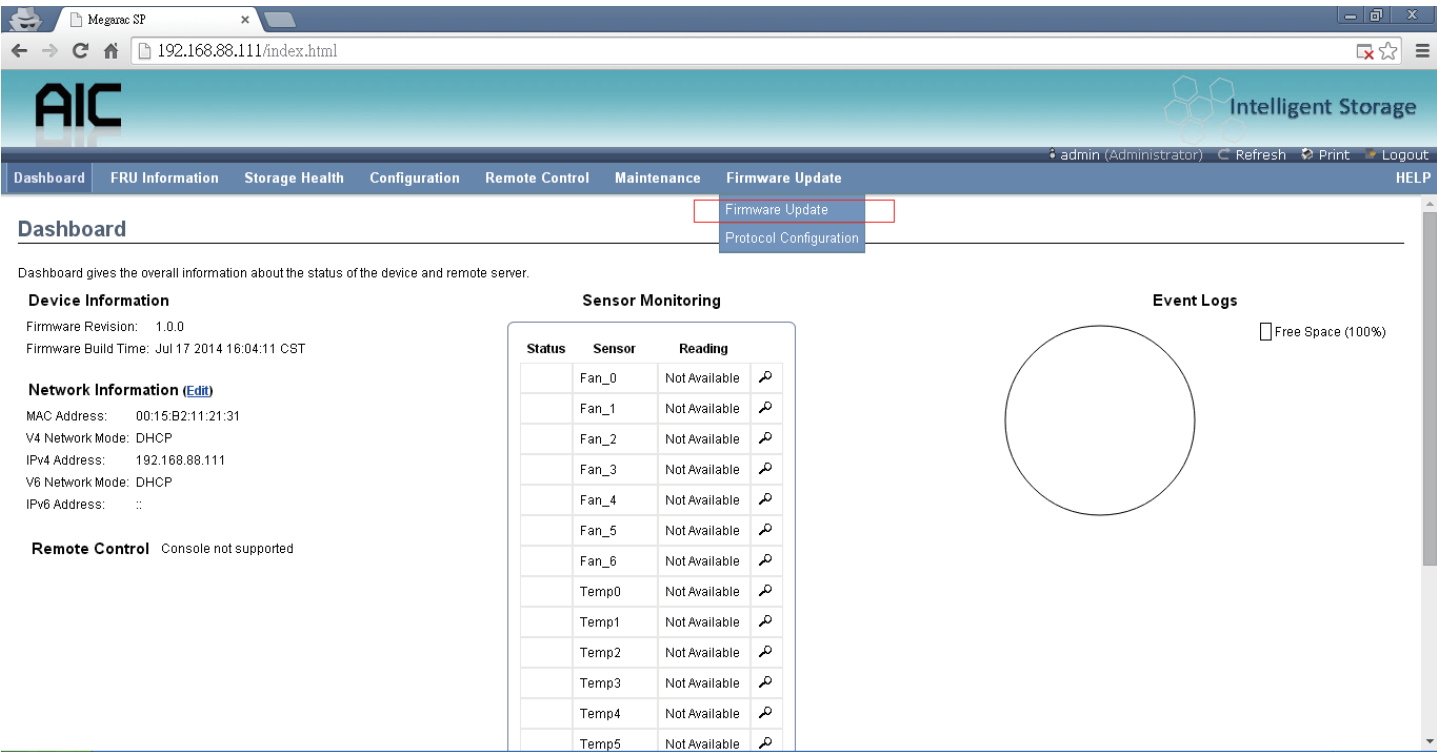 Megarac SP
192.168.88.111/index.html
AIC
Intelligent Storage
admin (Administrator) Refresh Print Logout
Dashboard FRU Information Storage Health Configuration Remote Control Maintenance Firmware Update HELP
Firmware Update
Protocol Configuration
Dashboard
Dashboard gives the overall information about the status of the device and remote server.
Device Information
Firmware Revision: 1.0.0
Firmware Build Time: Jul 17 2014 16:04:11 CST
Network Information (Edit)
MAC Address: 00:15:B2:11:21:31
V4 Network Mode: DHCP
IPv4 Address: 192.168.88.111
V6 Network Mode: DHCP
IPv6 Address: ::
Remote Control Console not supported
Sensor Monitoring
Status Sensor Reading
Fan_0 Not Available
Fan_1 Not Available
Fan_2 Not Available
Fan_3 Not Available
Fan_4 Not Available
Fan_5 Not Available
Fan_6 Not Available
Temp0 Not Available
Temp1 Not Available
Temp2 Not Available
Temp3 Not Available
Temp4 Not Available
Temp5 Not Available
Event Logs
Free Space (100%)